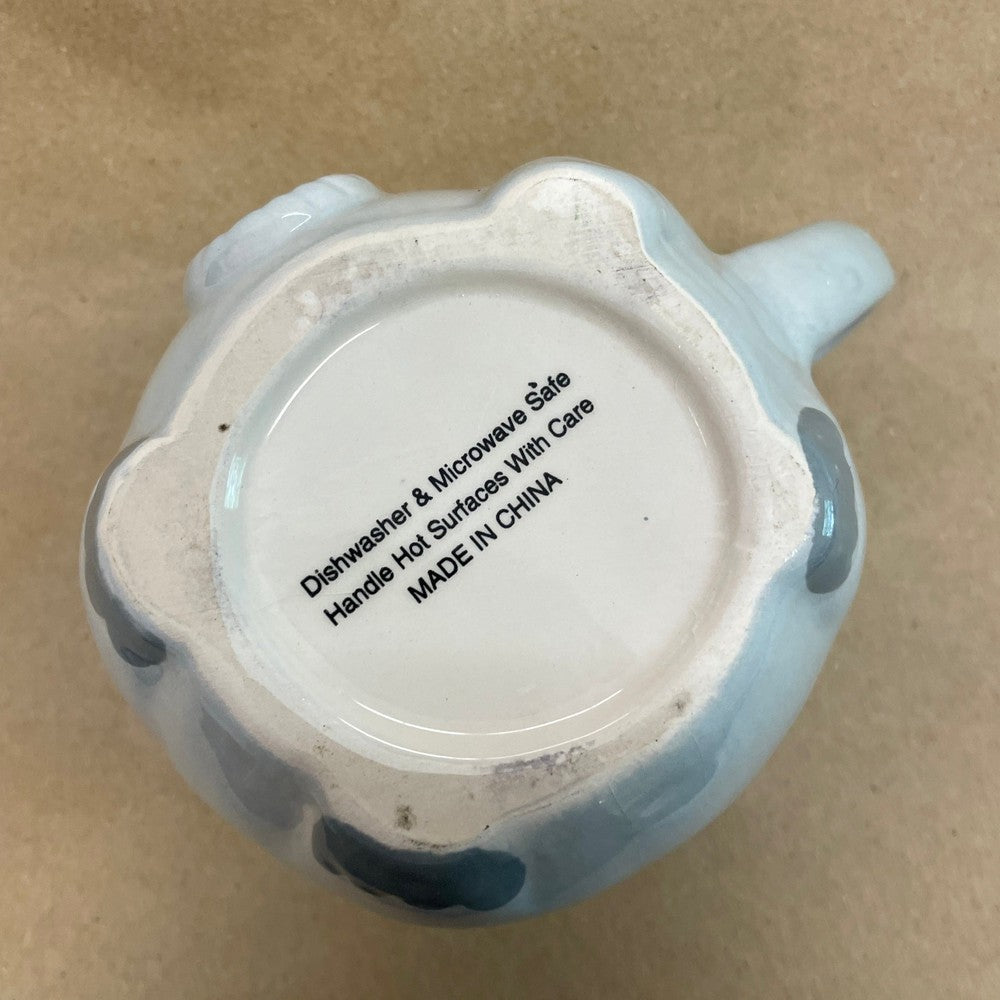 Dishwasher & Microwave Safe
Handle Hot Surfaces With Care
MADE IN CHINA